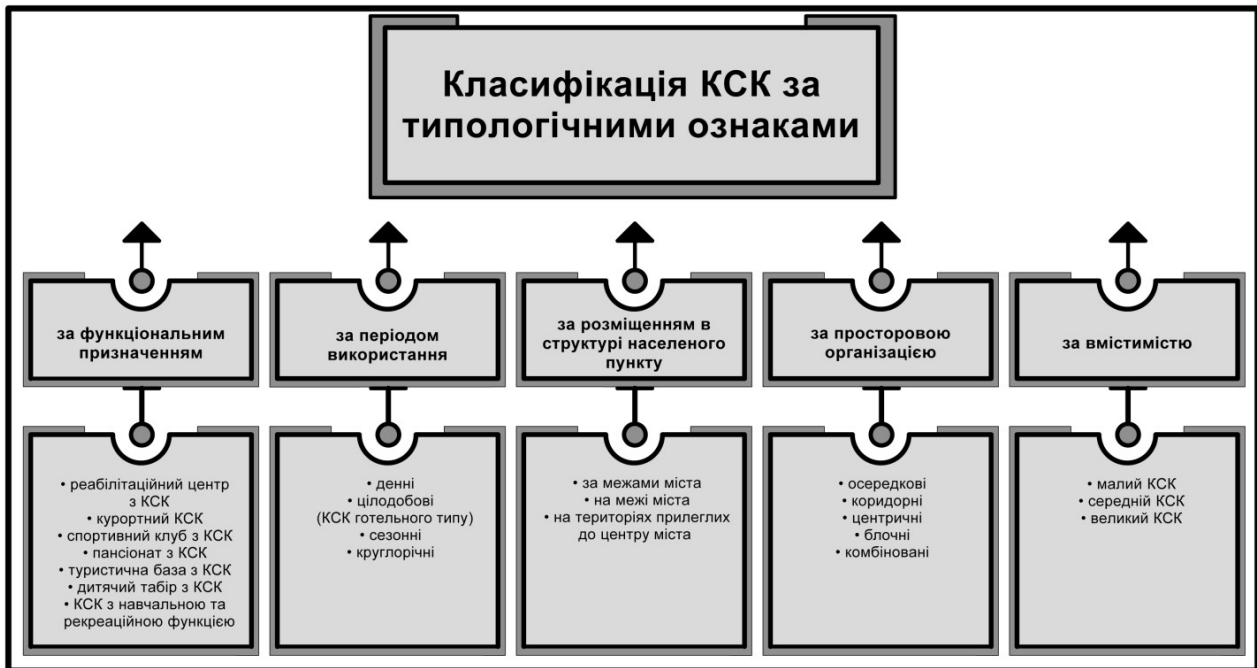 Класифікація КСК за
типологічними ознаками
за функціональним
призначенням
за періодом
використання
за розміщенням в
структурі населеного
пункту
за просторовою
організацією
за вмістимістю
• реабілітаційний центр
з КСК
• курортний КСК
• спортивний клуб з КСК
• пансіонат з КСК
• туристична база з КСК
• дитячий табір з КСК
• КСК з навчальною та
рекреаційною функцією
• денні
• цілодобові
(КСК готельного типу)
• сезонні
• круглорічні
• за межами міста
• на межі міста
• на територіях прилеглих
до центру міста
• осередкові
• коридорні
• центричні
• блочні
• комбіновані
• малий КСК
• середній КСК
• великий КСК